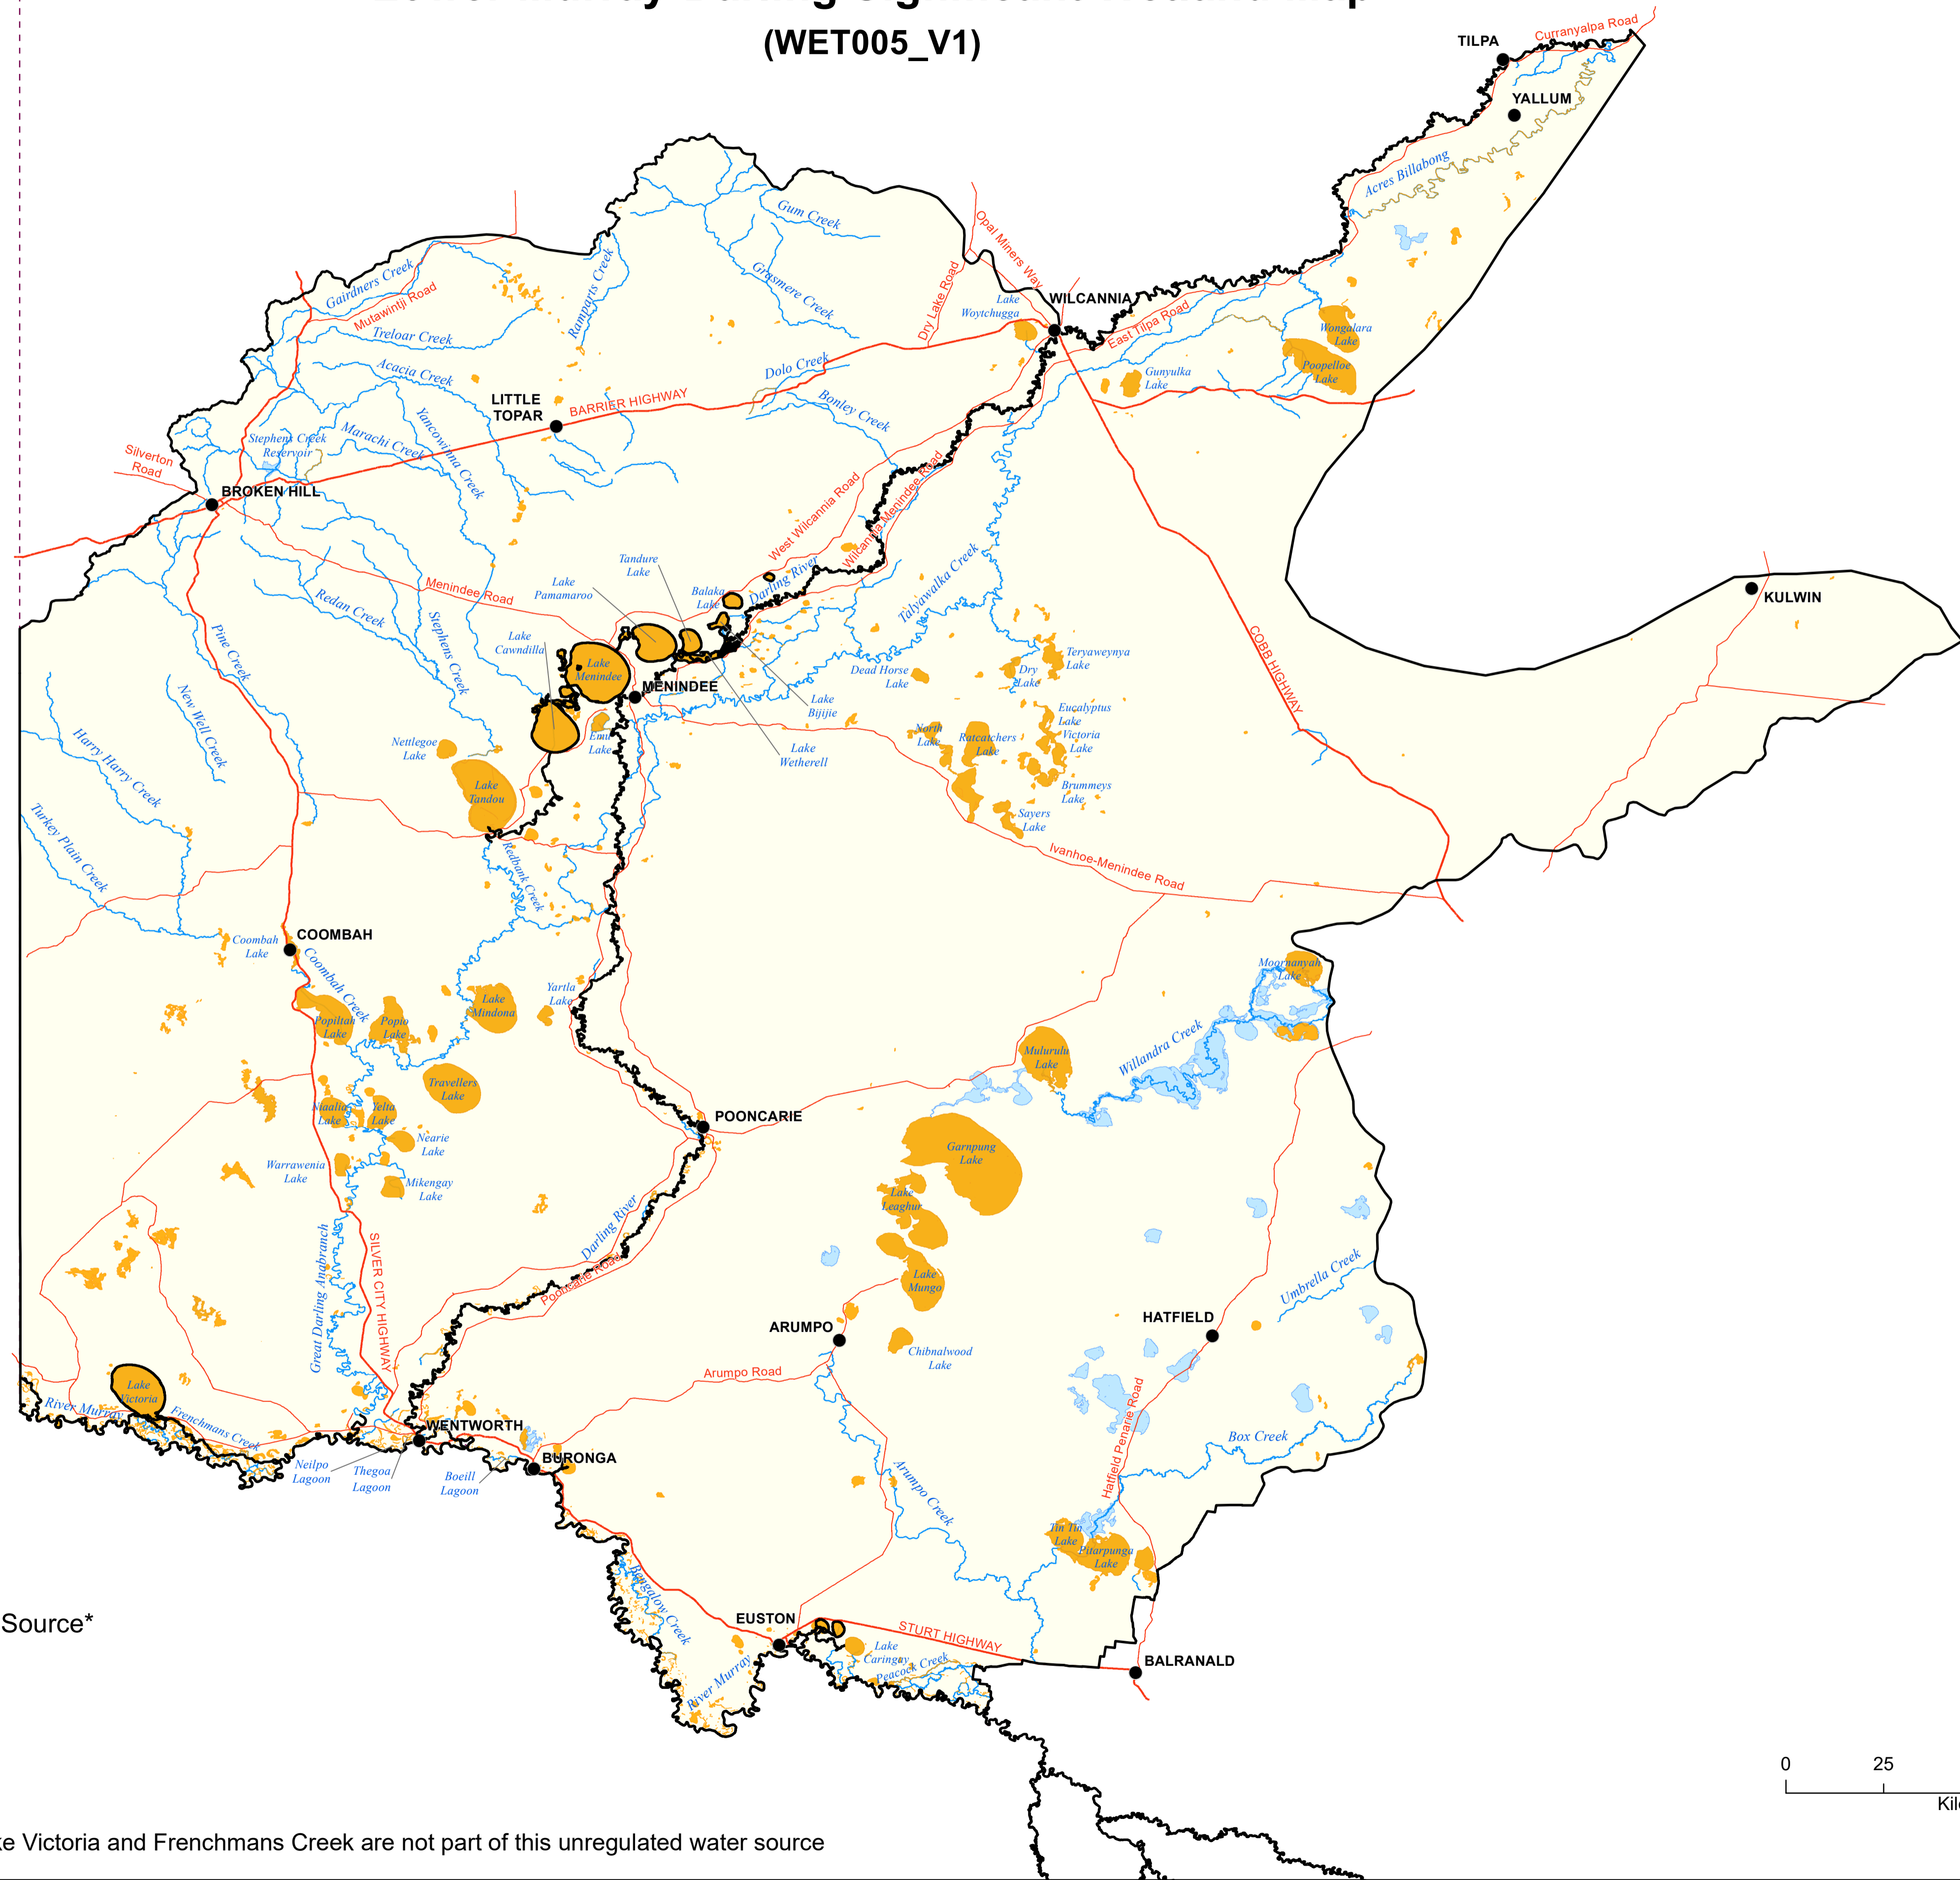 Lower Murray-Darling Significant Wetland Map
(WET005_V1)
Curranyalpa Road
TILPA
YALLUM
Acres Billabong
Gum Creek
Opal Miners Way
Grasmere Creek
Ramparts Creek
Gairdners Creek
Mutawintji Road
Treloar Creek
Dry Lake Road
Lake
Woytchugga
WILCANNIA
East Tilpa Road
Wongalara
Lake
Poopelloe
Lake
Gunyulka
Lake
Acacia Creek
Dolo Creek
LITTLE
TOPAR
BARRIER HIGHWAY
Bonley Creek
Yancowinna Creek
Marachi Creek
Stephens Creek
Reservoir
Silverton
Road
BROKEN HILL
West Wilcannia Road
Wilcannia Menindee Road
Menindee Road
Redan Creek
Stephens Creek
Pine Creek
New Well Creek
Tandure
Lake
Lake
Pamamaroo
Balaka
Lake
Darling River
Talyawalka Creek
Lake
Cawndilla
Lake
Menindee
MENINDEE
Lake
Bijijie
Lake
Wetherell
Emu
Lake
Nettlegoe
Lake
Lake
Tandou
Dead Horse
Lake
Dry
Lake
Teryaweynya
Lake
Eucalyptus
Lake
Victoria
Lake
North
Lake
Ratcatchers
Lake
Brummeys
Lake
Sayers
Lake
COBB HIGHWAY
KULWIN
Ivanhoe-Menindee Road
Harry Harry Creek
Turkey Plain Creek
Redbank Creek
COOMBAH
Coombah
Lake
Coombah Creek
Popiltah
Lake
Popio
Lake
Lake
Mindona
Yartla
Lake
Travellers
Lake
Niaalia
Lake
Yelta
Lake
Nearie
Lake
Warrawenia
Lake
Mikengay
Lake
POONCARIE
Moornanyah
Lake
Willandra Creek
Mulurulu
Lake
Garnpung
Lake
Lake
Leaghur
Lake
Mungo
Darling River
Pooncarie Road
Great Darling Anabranch
SILVER CITY HIGHWAY
Umbrella Creek
ARUMPO
HATFIELD
Chibnalwood
Lake
Arumpo Road
Lake
Victoria
River Murray
Frenchmans Creek
WENTWORTH
BURONGA
Neilpo
Lagoon
Thegoa
Lagoon
Boeill
Lagoon
Hatfield Penarie Road
Box Creek
Arumpo Creek
Tin Tin
Lake
Pitarpunga
Lake
Bengalow Creek
EUSTON
STURT HIGHWAY
Lake
Caringay
Peacock Creek
River Murray
BALRANALD
Source*
0 25
Kilo
ke Victoria and Frenchmans Creek are not part of this unregulated water source